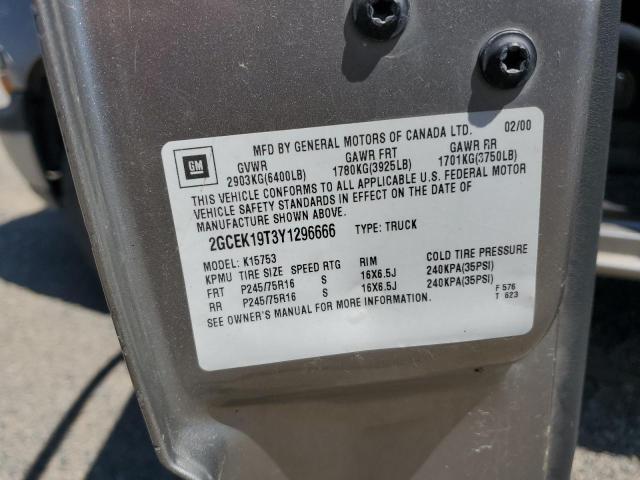 MFD BY GENERAL MOTORS OF CANADA LTD. 02/00
GM
GVWR GAWR FRT GAWR RR
2903KG(6400LB) 1780KG(3925LB) 1701KG(3750LB)
THIS VEHICLE CONFORMS TO ALL APPLICABLE U.S. FEDERAL MOTOR
VEHICLE SAFETY STANDARDS IN EFFECT ON THE DATE OF
MANUFACTURE SHOWN ABOVE.
2GCEK19T3Y1296666 TYPE: TRUCK
MODEL: K15753
KPMU TIRE SIZE SPEED RTG RIM COLD TIRE PRESSURE
FRT P245/75R16 S 16X6.5J 240KPA(35PSI)
RR P245/75R16 S 16X6.5J 240KPA(35PSI)
SEE OWNER'S MANUAL FOR MORE INFORMATION.
F 576
T 623